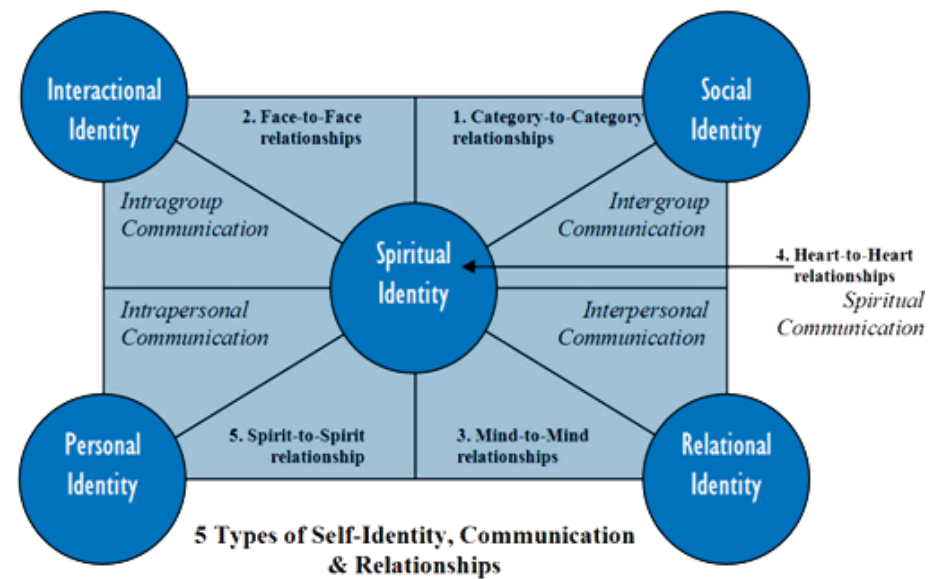 Interactional
Identity
Social
Identity
2. Face-to-Face
relationships
1. Category-to-Category
relationships
Intragroup
Communication
Intergroup
Communication
Spiritual
Identity
4. Heart-to-Heart
relationships
Spiritual
Communication
Intrapersonal
Communication
Interpersonal
Communication
Personal
Identity
5. Spirit-to-Spirit
relationship
3. Mind-to-Mind
relationships
Relational
Identity
5 Types of Self-Identity, Communication
& Relationships